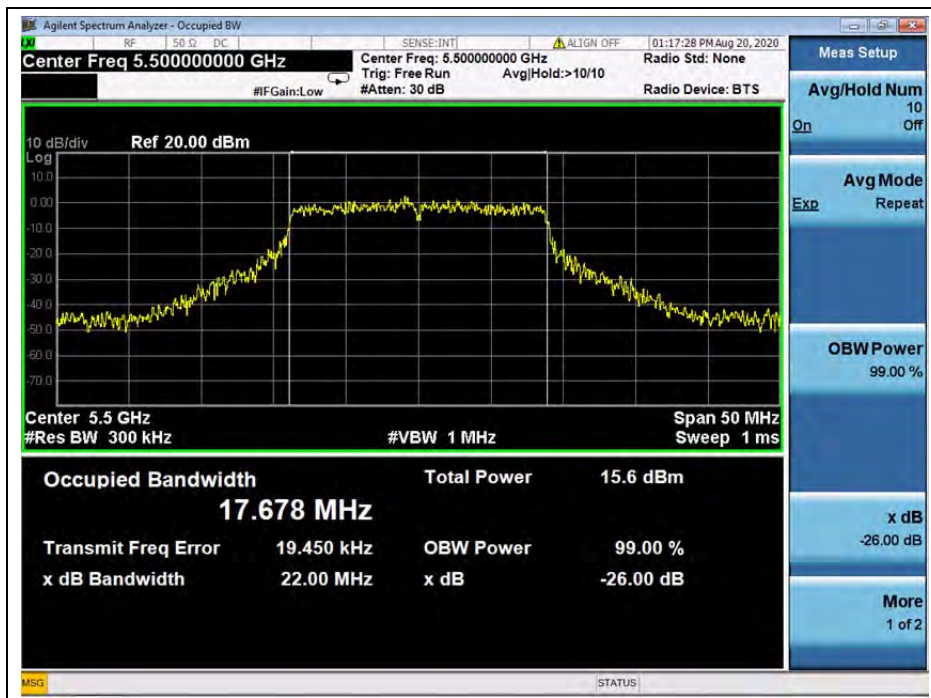 Agilent Spectrum Analyzer - Occupied BW
LXI RF 50 Ω DC SENSE:INT ALIGN OFF 01:17:28 PM Aug 20, 2020
Center Freq 5.500000000 GHz
Center Freq: 5.500000000 GHz
Radio Std: None
Trig: Free Run Avg|Hold:>10/10
#IFGain:Low
#Atten: 30 dB
Radio Device: BTS
10 dB/div Ref 20.00 dBm
Log
10.0
0.00
-10.0
-20.0
-30.0
-40.0
-50.0
-60.0
-70.0
Center 5.5 GHz Span 50 MHz
#Res BW 300 kHz #VBW 1 MHz Sweep 1 ms
Occupied Bandwidth Total Power 15.6 dBm
17.678 MHz
Transmit Freq Error 19.450 kHz OBW Power 99.00 %
x dB Bandwidth 22.00 MHz x dB -26.00 dB
MSG STATUS
Meas Setup
Avg/Hold Num
10
On Off
Avg Mode
Exp Repeat
OBW Power
99.00 %
x dB
-26.00 dB
More
1 of 2